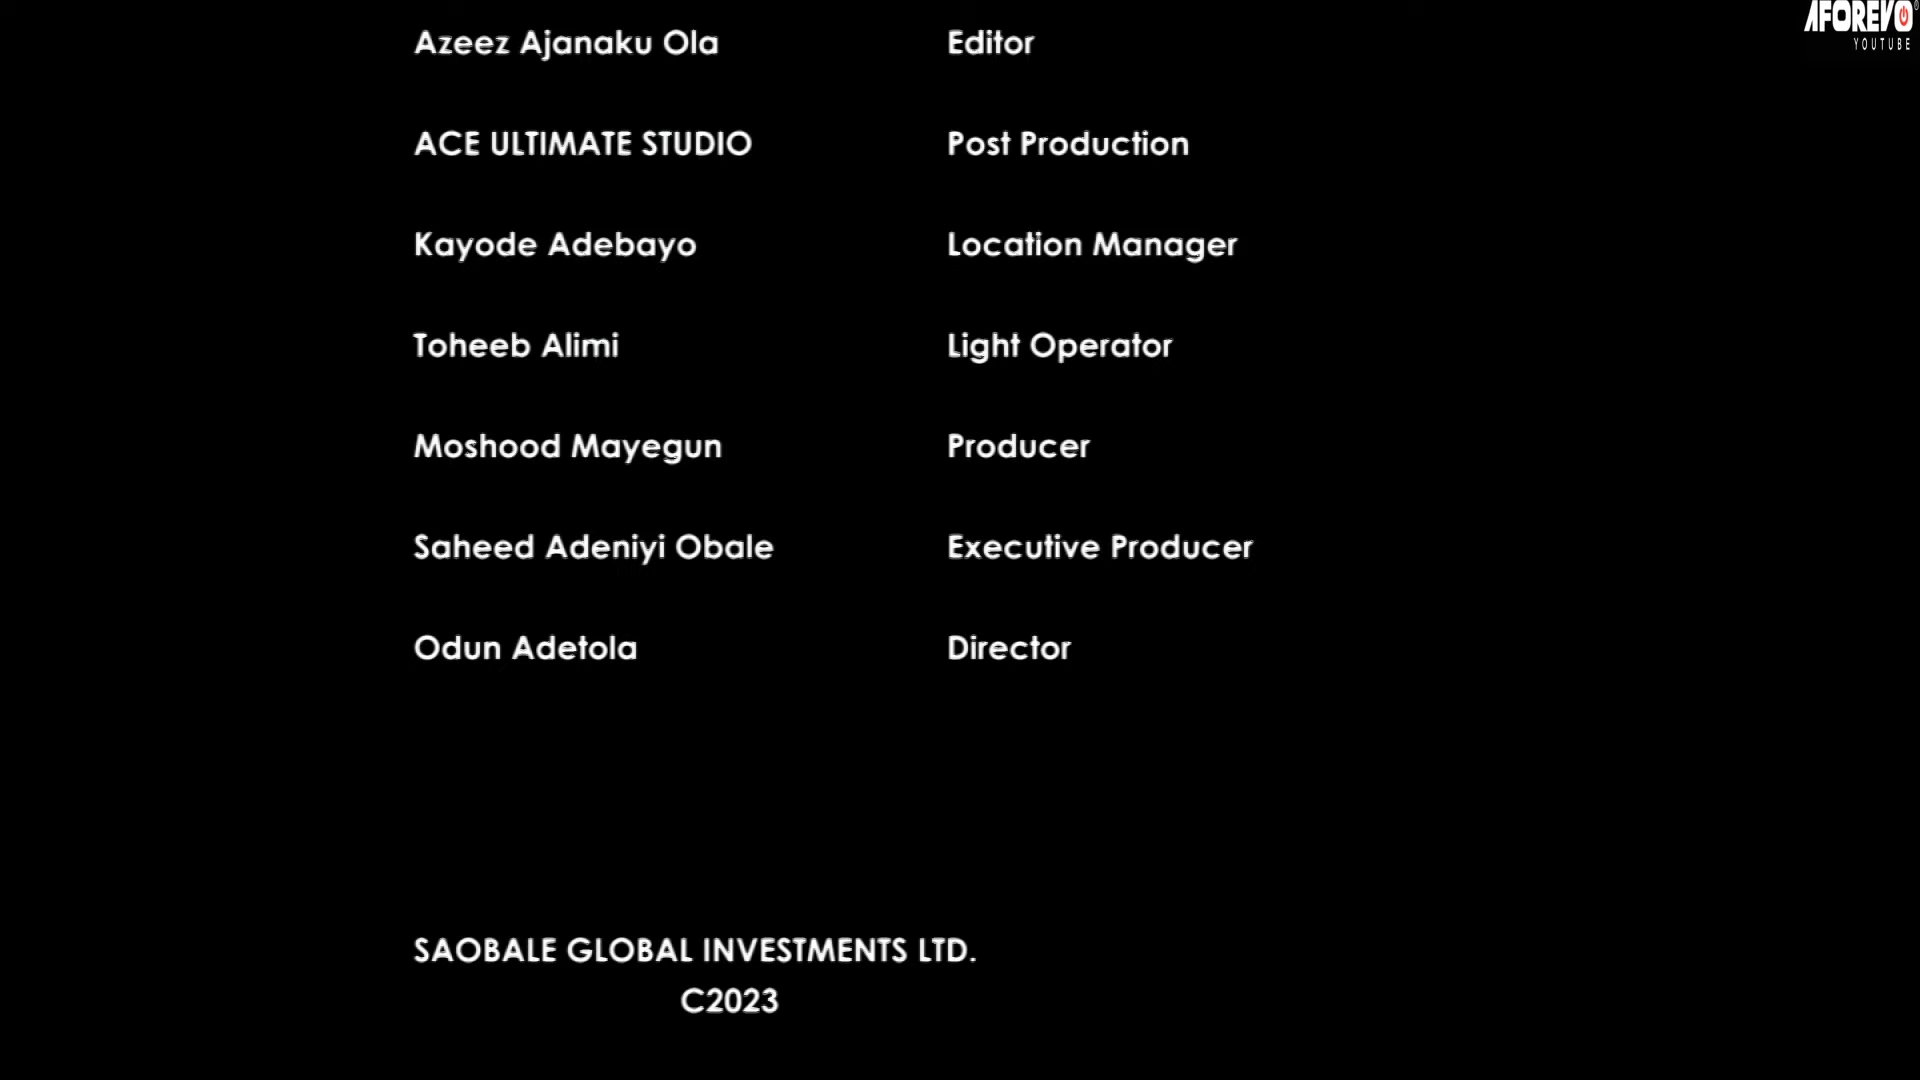 AFOREVO
YOUTUBE
Azeez Ajanaku Ola Editor
ACE ULTIMATE STUDIO Post Production
Kayode Adebayo Location Manager
Toheeb Alimi Light Operator
Moshood Mayegun Producer
Saheed Adeniyi Obale Executive Producer
Odun Adetola Director
SAOBALE GLOBAL INVESTMENTS LTD.
C2023